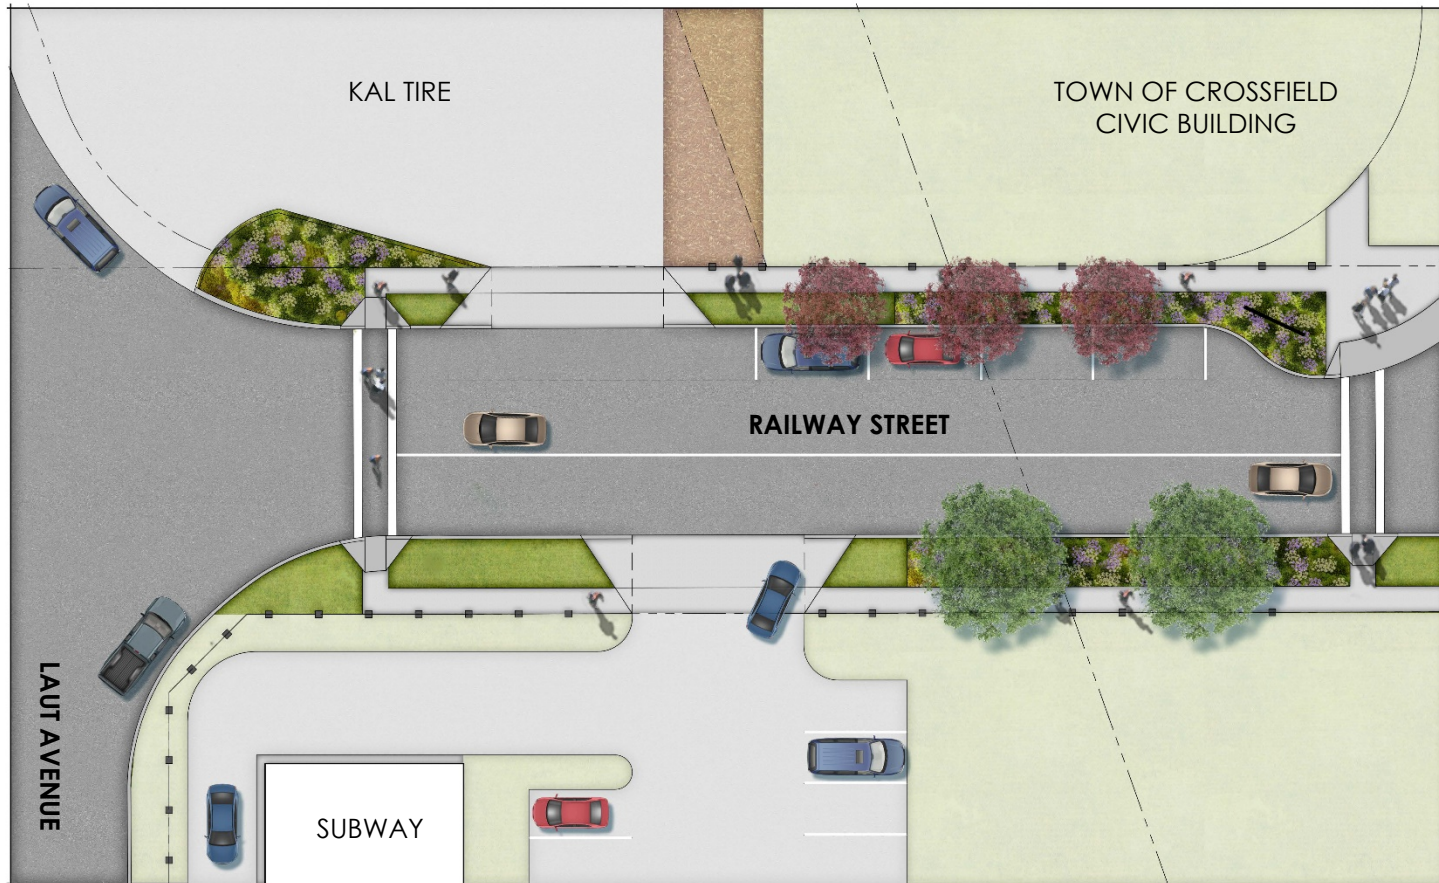 KAL TIRE
TOWN OF CROSSFIELD
CIVIC BUILDING
RAILWAY STREET
LAUT AVENUE
SUBWAY